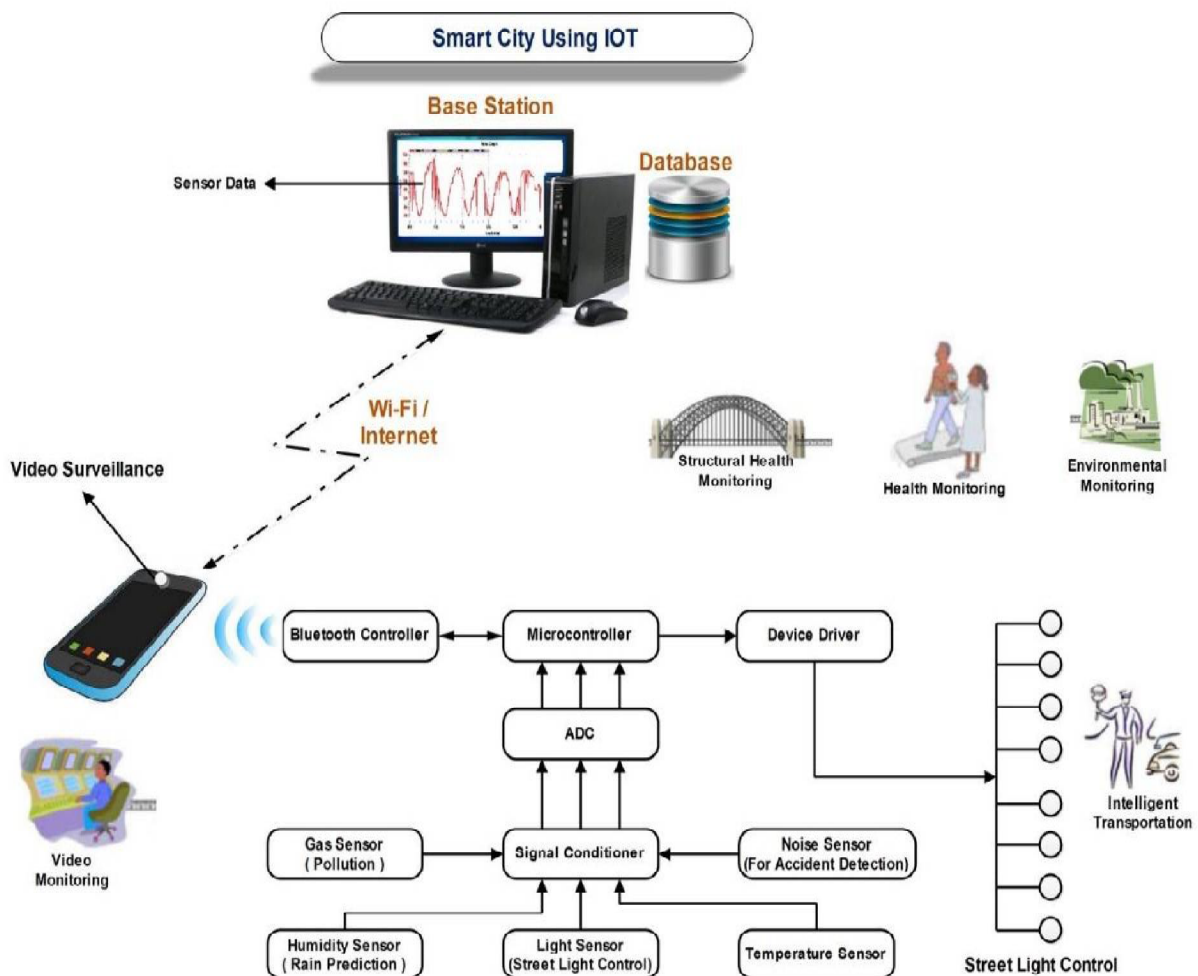 Smart City Using IOT
Base Station
Database
Sensor Data
Wi-Fi /
Internet
Video Surveillance
Structural Health
Monitoring
Health Monitoring
Environmental
Monitoring
Bluetooth Controller
Microcontroller
Device Driver
ADC
Intelligent
Transportation
Gas Sensor
( Pollution )
Signal Conditioner
Noise Sensor
(For Accident Detection)
Video
Monitoring
Humidity Sensor
( Rain Prediction )
Light Sensor
(Street Light Control)
Temperature Sensor
Street Light Control